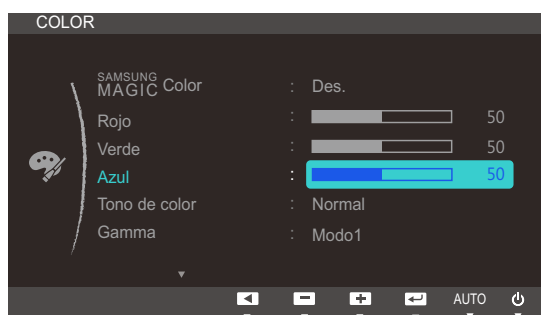 COLOR
SAMSUNG MAGIC Color : Des.
Rojo : 50
Verde : 50
Azul : 50
Tono de color : Normal
Gamma : Modo1
AUTO